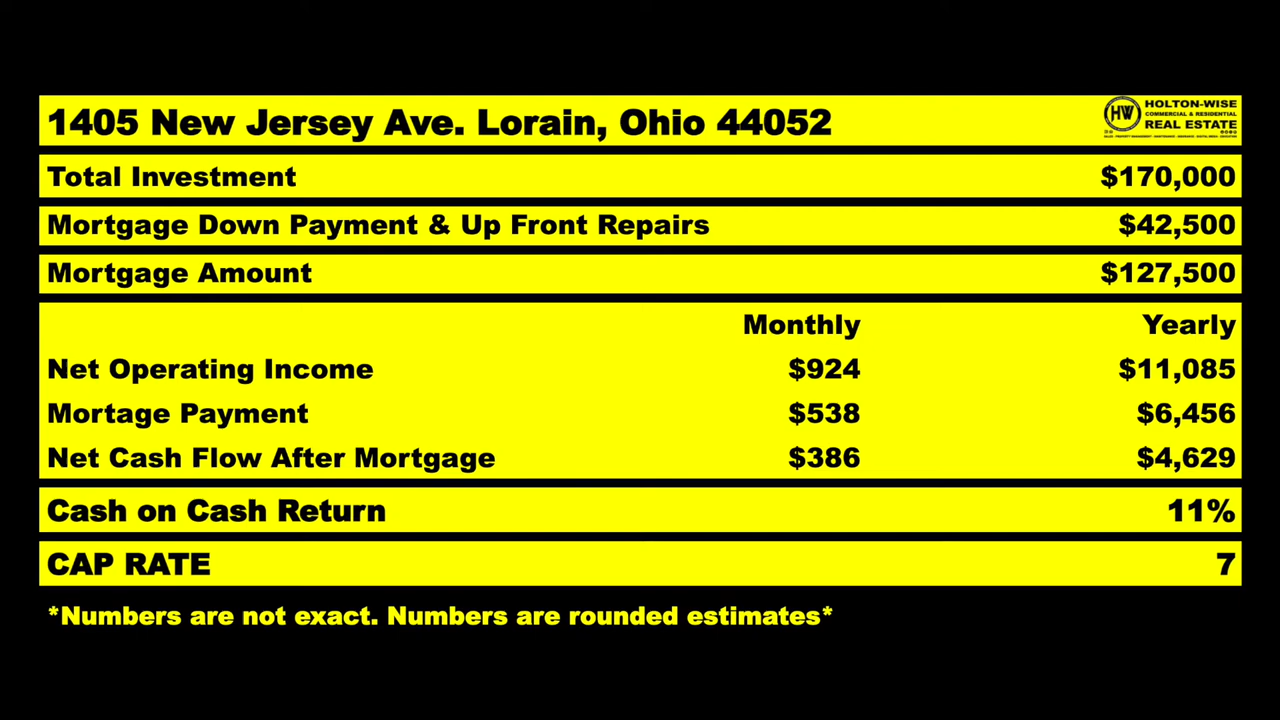 1405 New Jersey Ave. Lorain, Ohio 44052
HW
HOLTON-WISE
COMMERCIAL & RESIDENTIAL
REAL ESTATE
Total Investment $170,000
Mortgage Down Payment & Up Front Repairs $42,500
Mortgage Amount $127,500
Monthly Yearly
Net Operating Income $924 $11,085
Mortage Payment $538 $6,456
Net Cash Flow After Mortgage $386 $4,629
Cash on Cash Return 11%
CAP RATE 7
*Numbers are not exact. Numbers are rounded estimates*